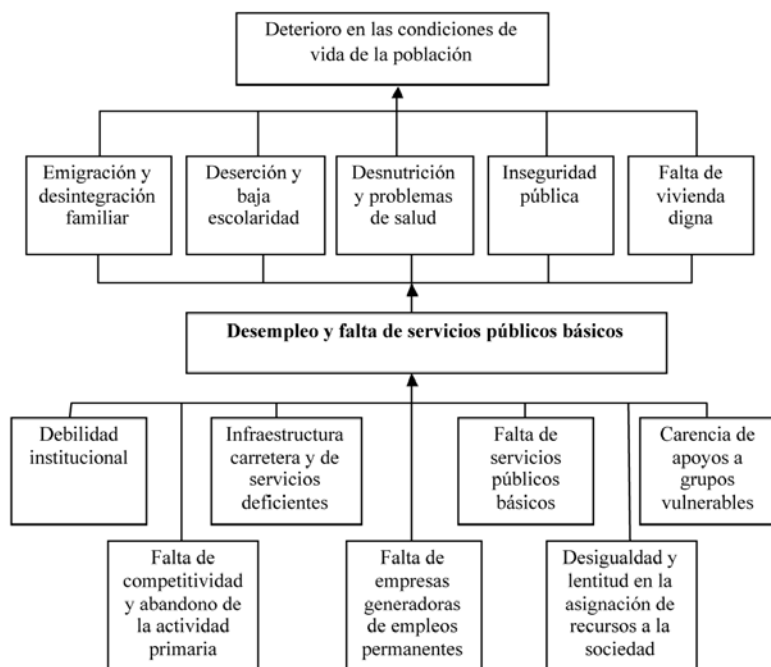 Deterioro en las condiciones de
vida de la población
Emigración y
desintegración
familiar
Deserción y
baja
escolaridad
Desnutrición
y problemas
de salud
Inseguridad
pública
Falta de
vivienda
digna
Desempleo y falta de servicios públicos básicos
Debilidad
institucional
Infraestructura
carretera y de
servicios
deficientes
Falta de
servicios
públicos
básicos
Carencia de
apoyos a
grupos
vulnerables
Falta de
competitividad
y abandono de
la actividad
primaria
Falta de
empresas
generadoras
de empleos
permanentes
Desigualdad y
lentitud en la
asignación de
recursos a la
sociedad